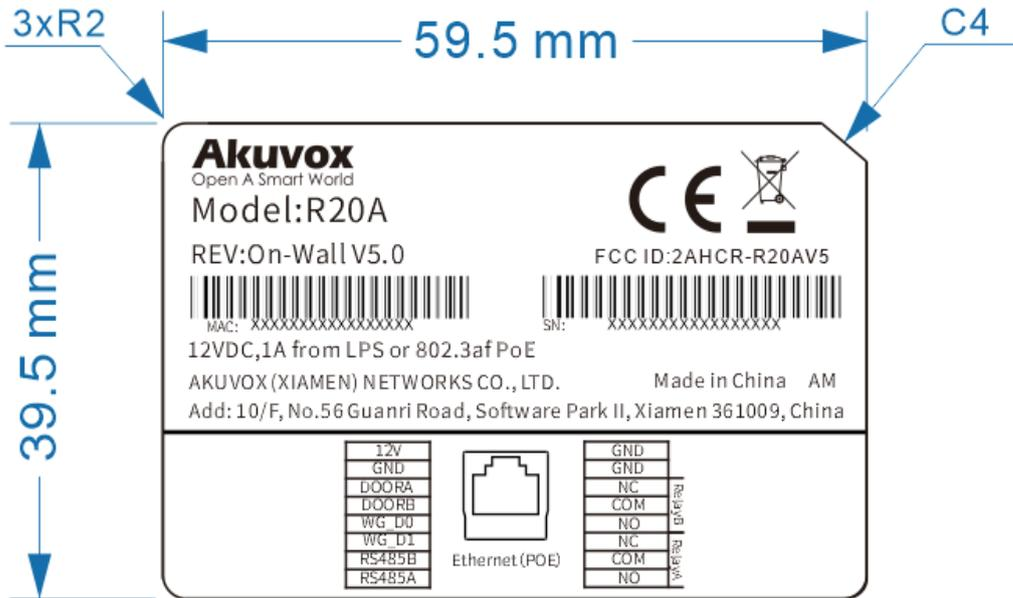 3xR2
59.5 mm
C4
39.5 mm
Akuvox
Open A Smart World
Model:R20A
CE
REV:On-Wall V5.0
FCC ID:2AHCR-R20AV5
MAC: XXXXXXXXXXXXXXXXX
SN: XXXXXXXXXXXXXXXXX
12VDC,1A from LPS or 802.3af PoE
AKUVOX (XIAMEN) NETWORKS CO., LTD.
Made in China AM
Add: 10/F, No.56 Guanri Road, Software Park II, Xiamen 361009, China
12V
GND
DOORA
DOORB
WG_D0
WG_D1
RS485B
RS485A
Ethernet (POE)
GND
GND
NC
COM
NO
NC
COM
NO
RelayB
RelayA